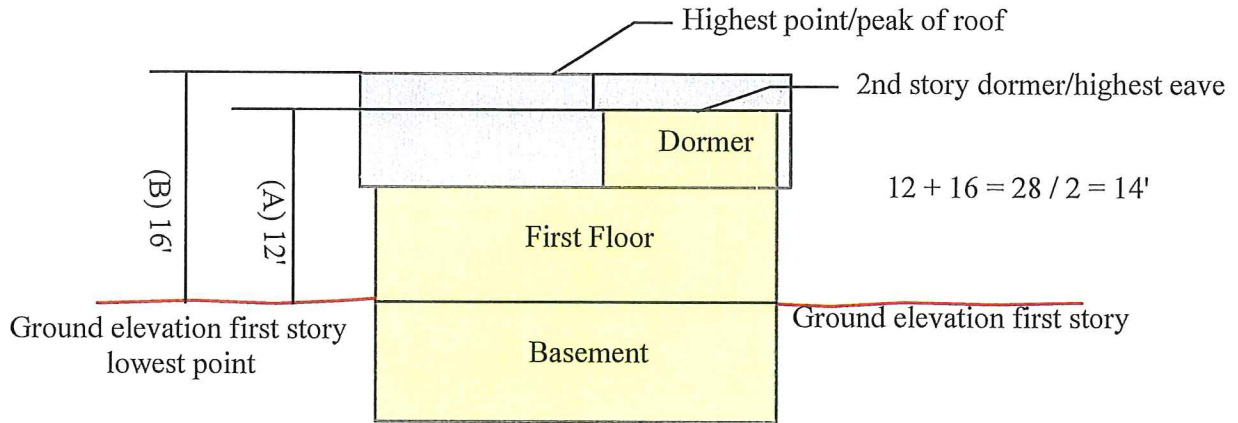 Highest point/peak of roof
2nd story dormer/highest eave
Dormer
12 + 16 = 28 / 2 = 14'
(B) 16'
(A) 12'
First Floor
Ground elevation first story
lowest point
Ground elevation first story
Basement